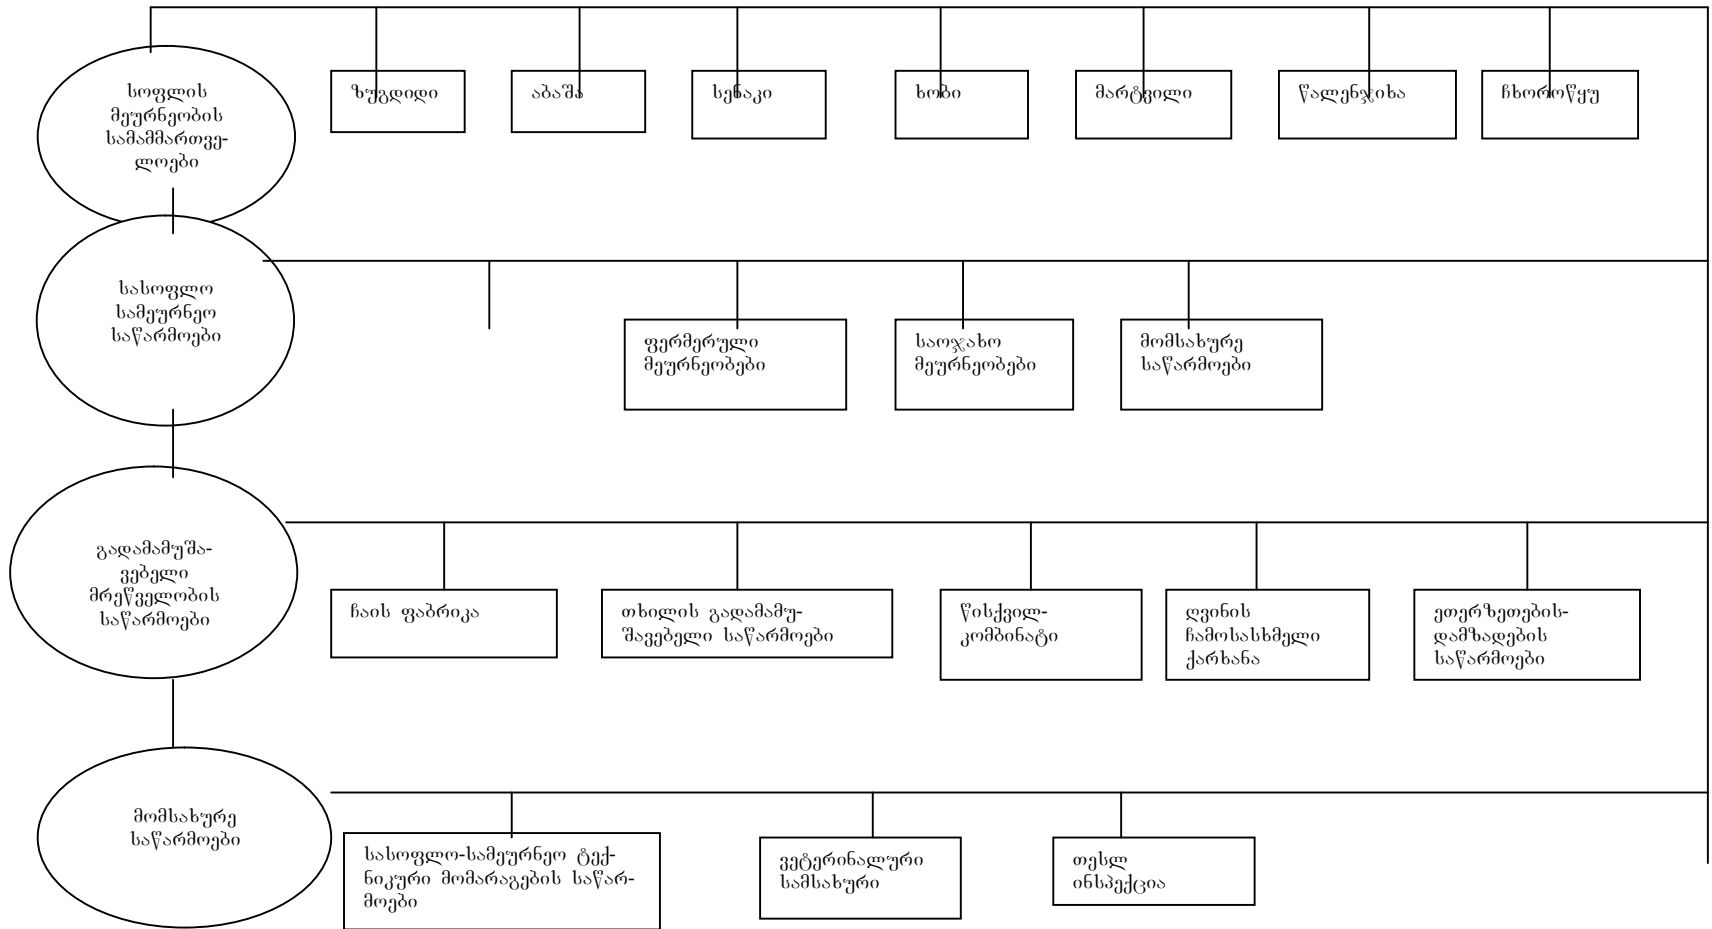 სოფლის
მეურნეობის
სამამმართვე-
ლოები
ზუგდიდი
აბაშა
სენაკი
ხობი
მარტვილი
წალენჯიხა
ჩხოროწყუ
სასოფლო
სამეურნეო
საწარმოები
ფერმერული
მეურნეობები
საოჯახო
მეურნეობები
მომსახურე
საწარმოები
გადამამუშა-
ვებელი
მრეწველობის
საწარმოები
ჩაის ფაბრიკა
თხილის გადამამუ-
შავებელი საწარმოები
წისქვილ-
კომბინატი
ღვინის
ჩამოსასხმელი
ქარხანა
ეთერზეთების-
დამზადების
საწარმოები
მომსახურე
საწარმოები
სასოფლო-სამეურნეო ტექ-
ნიკური მომარაგების საწარ-
მოები
ვეტერინალური
სამსახური
თესლ
ინსპექცია